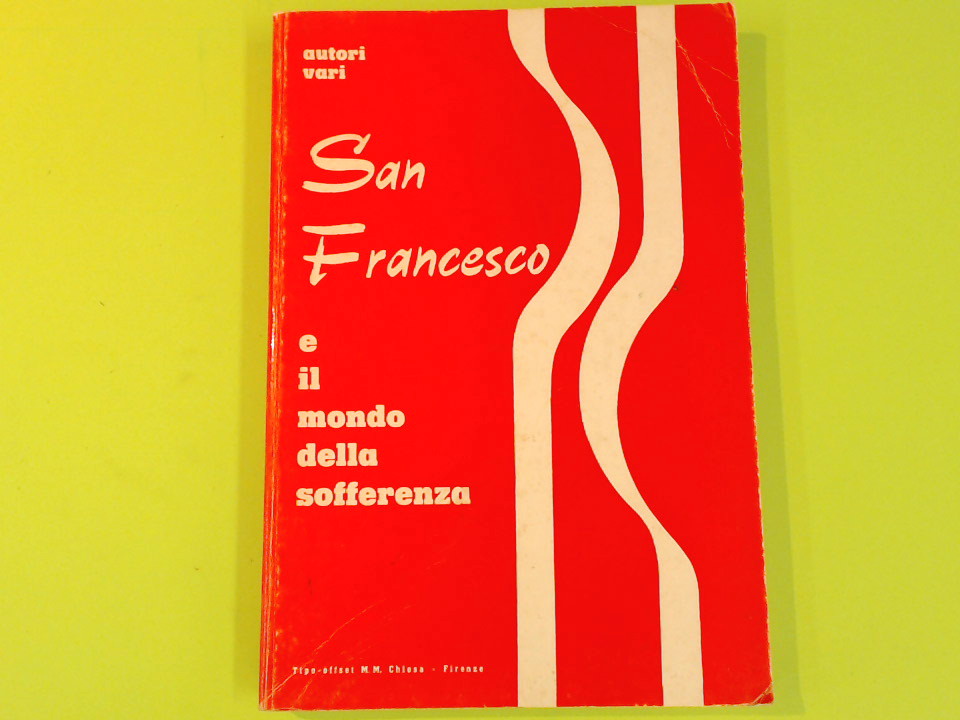 autori
vari
San
Francesco
e
il
mondo
della
sofferenza
Tipo-offset M.M. Chiesa - Firenze